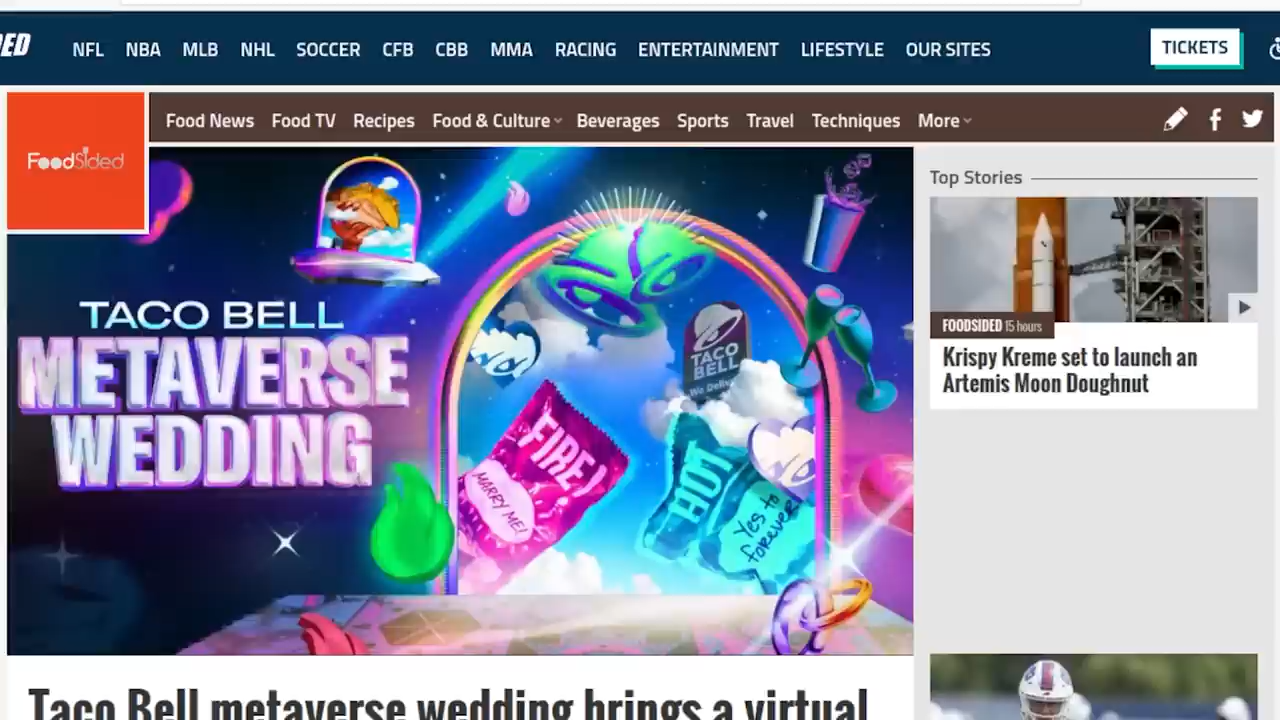 DED
NFL NBA MLB NHL SOCCER CFB CBB MMA RACING ENTERTAINMENT LIFESTYLE OUR SITES TICKETS
FoodSided
Food News Food TV Recipes Food & Culture Beverages Sports Travel Techniques More
Top Stories
TACO BELL
METAVERSE
WEDDING
TACO
BELL
We Deliv
FIRE!
MARRY ME!
HOT
Yes to
forever!
FOODSIDED 15 hours
Krispy Kreme set to launch an
Artemis Moon Doughnut
Taco Bell metaverse wedding brings a virtual